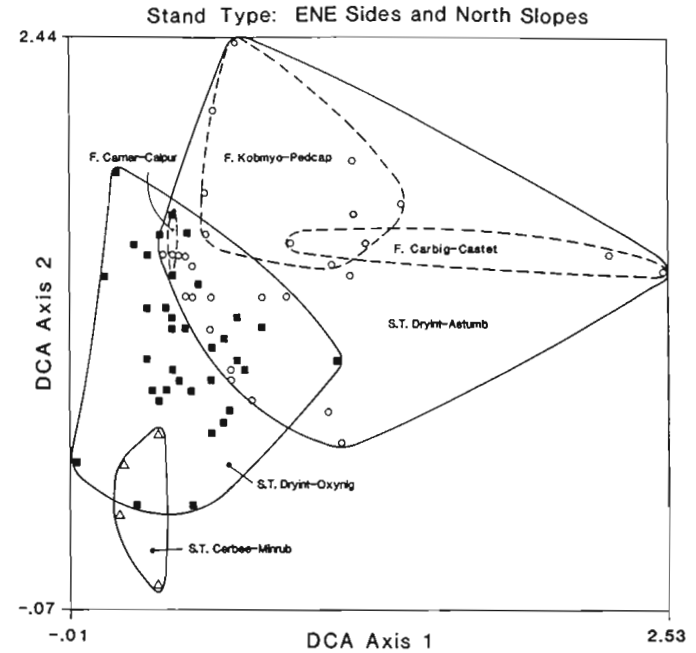 Stand Type: ENE Sides and North Slopes
2.44
F. Camar-Calpur
F. Kobmyo-Pedcap
F. Carbig-Castet
DCA Axis 2
S.T. Dryint-Astumb
S.T. Dryint-Oxynig
S.T. Cerbee-Minrub
-.07
-.01
DCA Axis 1
2.53